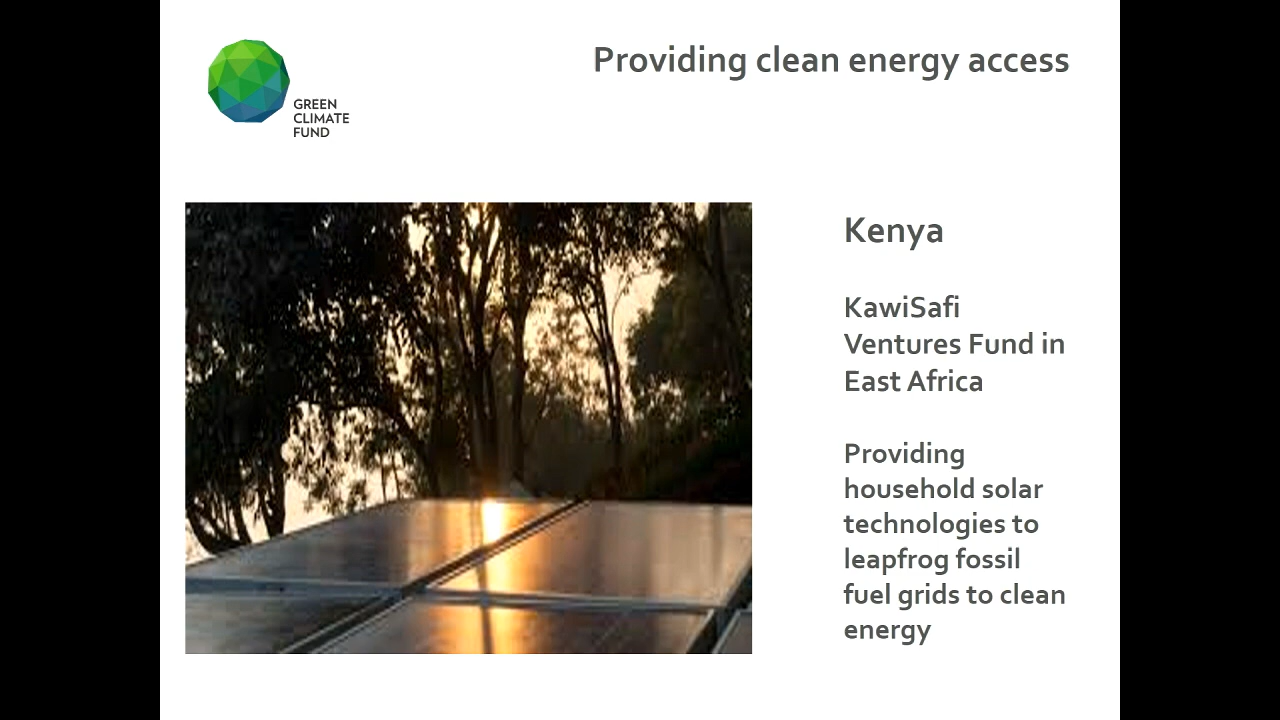 Providing clean energy access
GREEN
CLIMATE
FUND
Kenya
KawiSafi
Ventures Fund in
East Africa
Providing
household solar
technologies to
leapfrog fossil
fuel grids to clean
energy